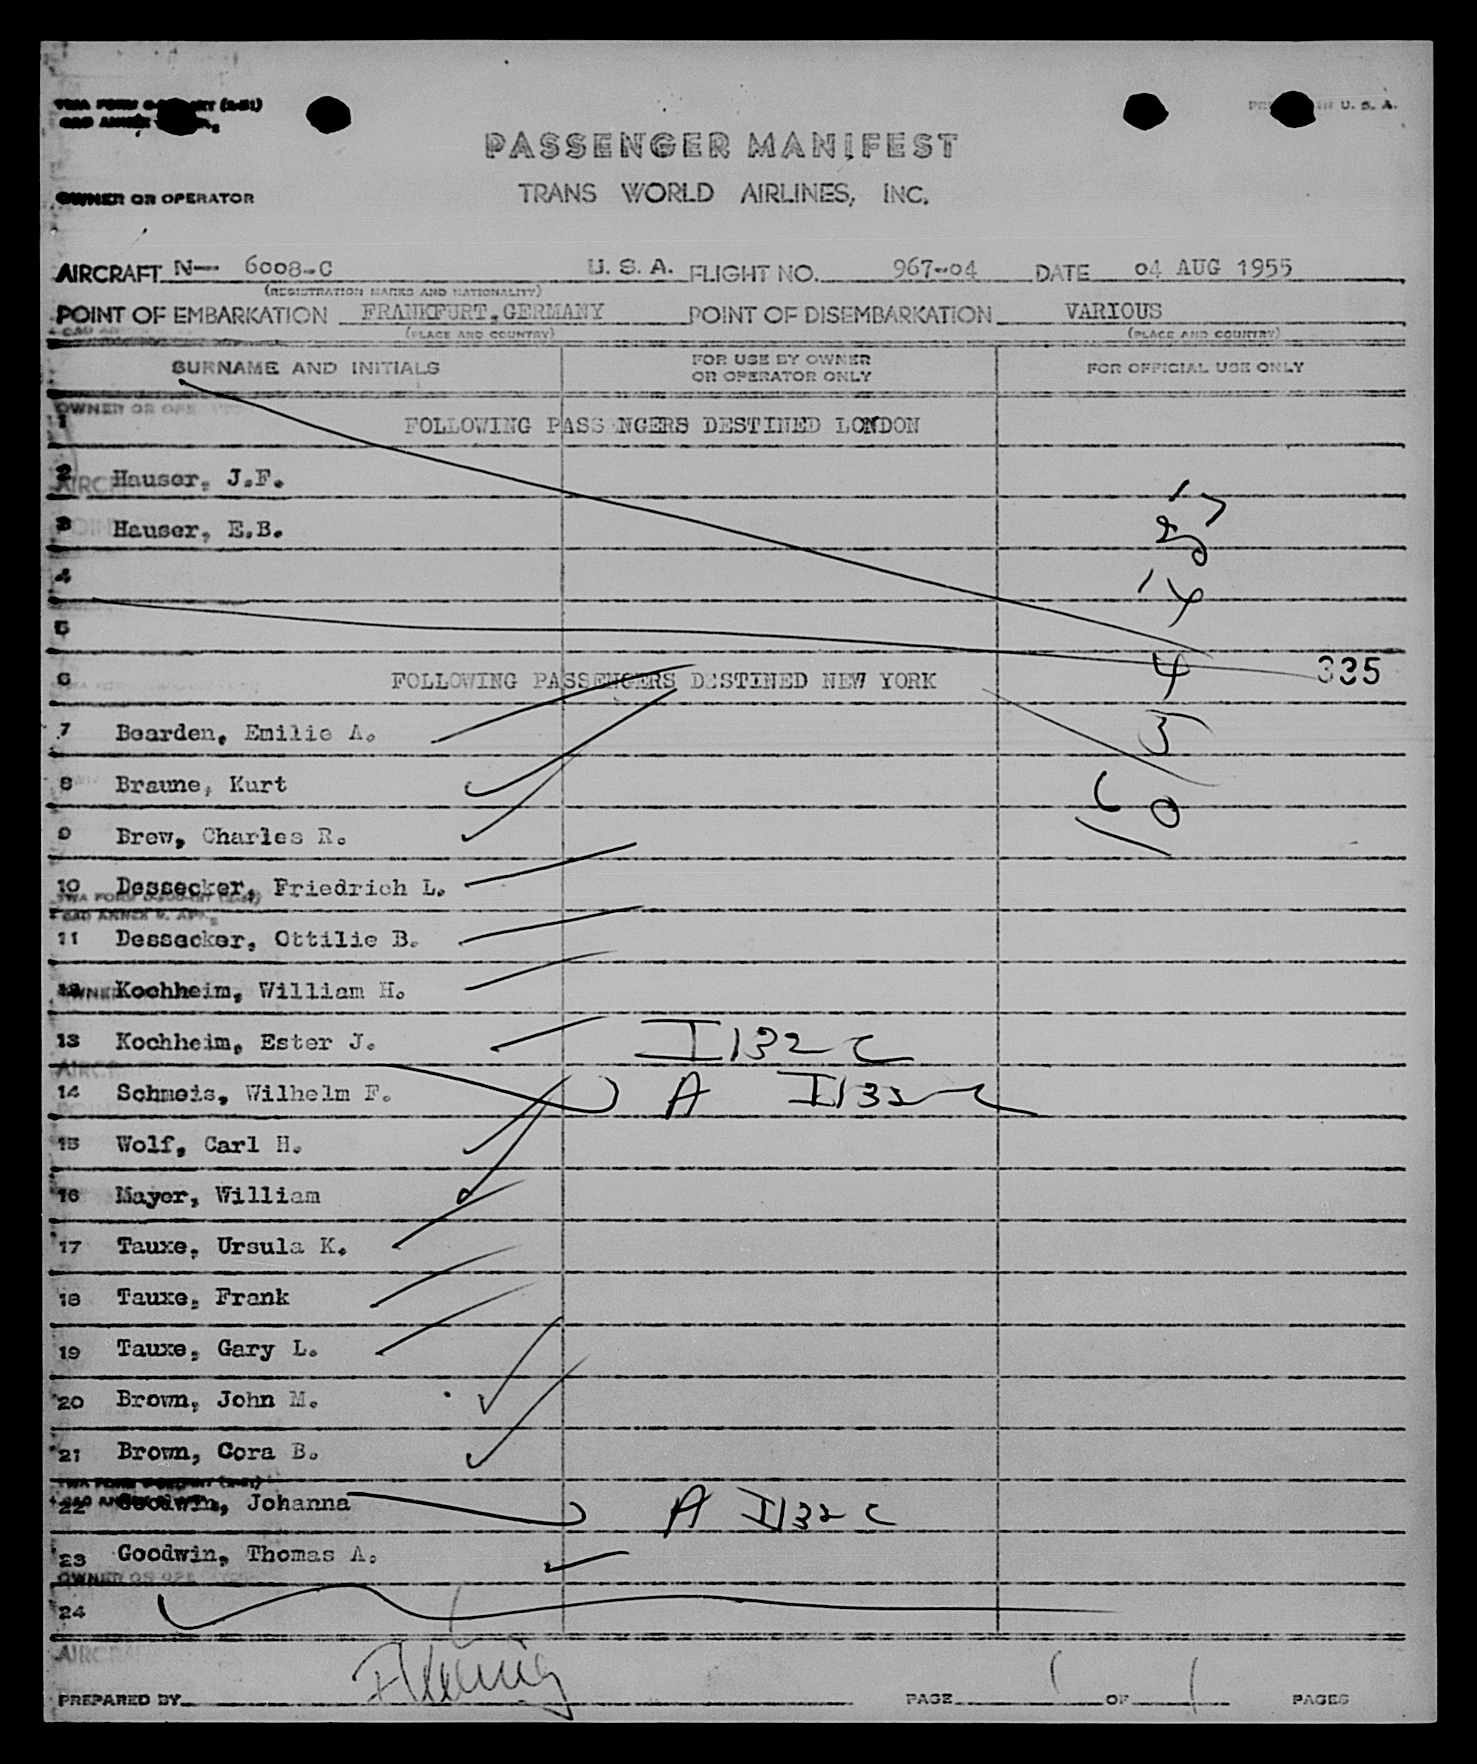 PASSENGER MANIFEST
TRANS WORLD AIRLINES, INC.
OWNER OR OPERATOR
AIRCRAFT N— 6008-C U.S.A. FLIGHT NO. 967-04 DATE 04 AUG 1955
(REGISTRATION MARKS AND NATIONALITY)
POINT OF EMBARKATION FRANKFURT,GERMANY POINT OF DISEMBARKATION VARIOUS
(PLACE AND COUNTRY) (PLACE AND COUNTRY)
SURNAME AND INITIALS FOR USE BY OWNER OR OPERATOR ONLY FOR OFFICIAL USE ONLY
1 FOLLOWING PASSENGERS DESTINED LONDON
2 Hauser, J.F.
3 Hauser, E.B.
4
5
335
6 FOLLOWING PASSENGERS DESTINED NEW YORK
7 Bearden, Emilie A.
8 Braune, Kurt
9 Brew, Charles R.
10 Dessecker, Friedrich L.
11 Dessecker, Ottilie B.
12 Kochheim, William H.
13 Kochheim, Ester J. I132 C
14 Schmeis, Wilhelm F. A I132 C
15 Wolf, Carl H.
16 Mayer, William
17 Tauxe, Ursula K.
18 Tauxe, Frank
19 Tauxe, Gary L.
20 Brown, John M.
21 Brown, Cora B.
22 Goodwin, Johanna A I132 C
23 Goodwin, Thomas A.
24
PREPARED BY PAGE 1 OF 1 PAGES